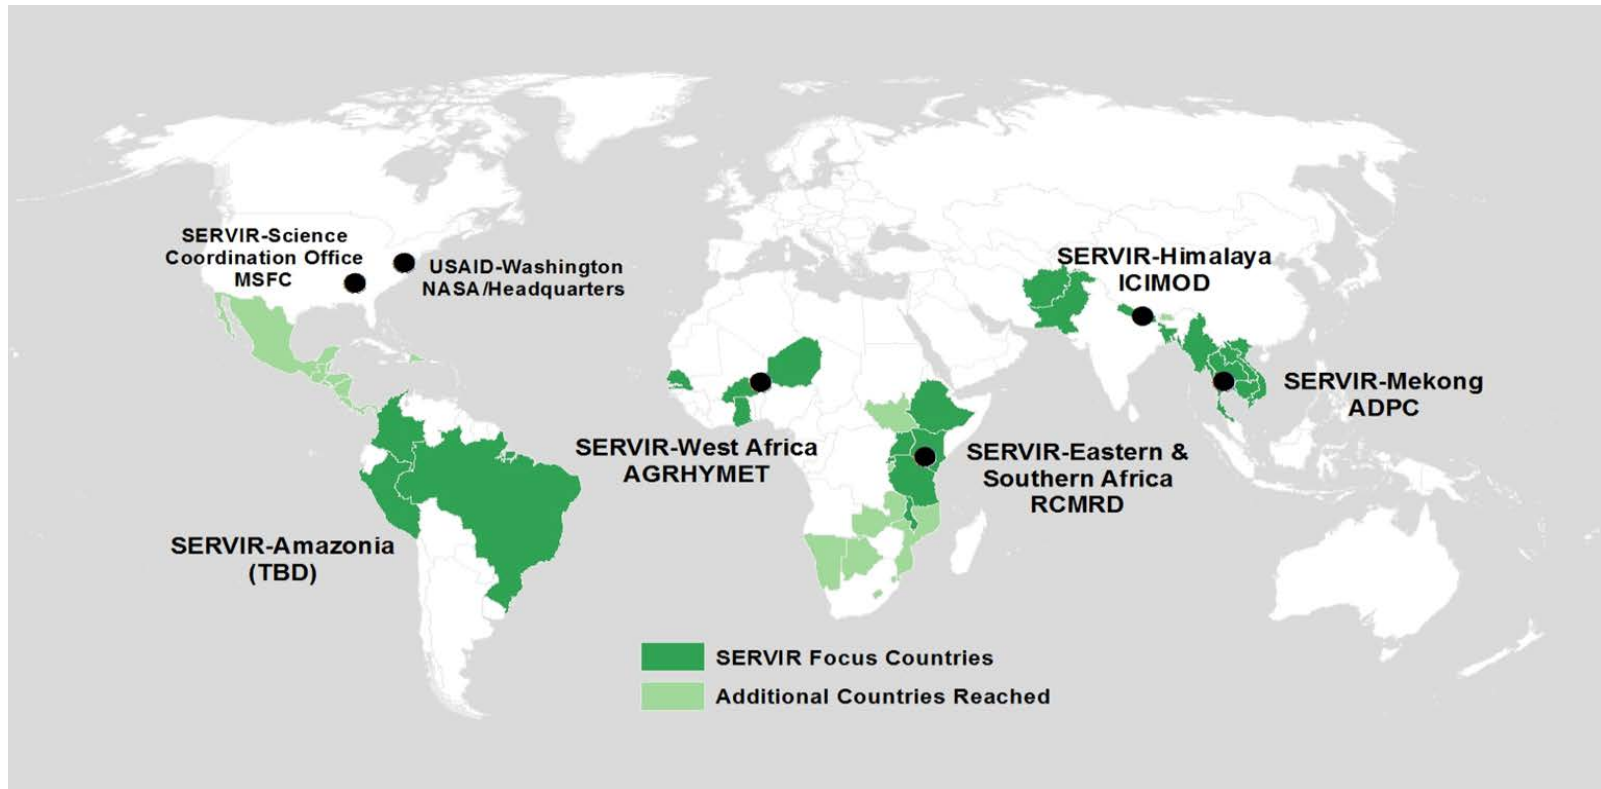 SERVIR-Science
Coordination Office
MSFC
USAID-Washington
NASA/Headquarters
SERVIR-Himalaya
ICIMOD
SERVIR-Mekong
ADPC
SERVIR-West Africa
AGRHYMET
SERVIR-Eastern &
Southern Africa
RCMRD
SERVIR-Amazonia
(TBD)
SERVIR Focus Countries
Additional Countries Reached